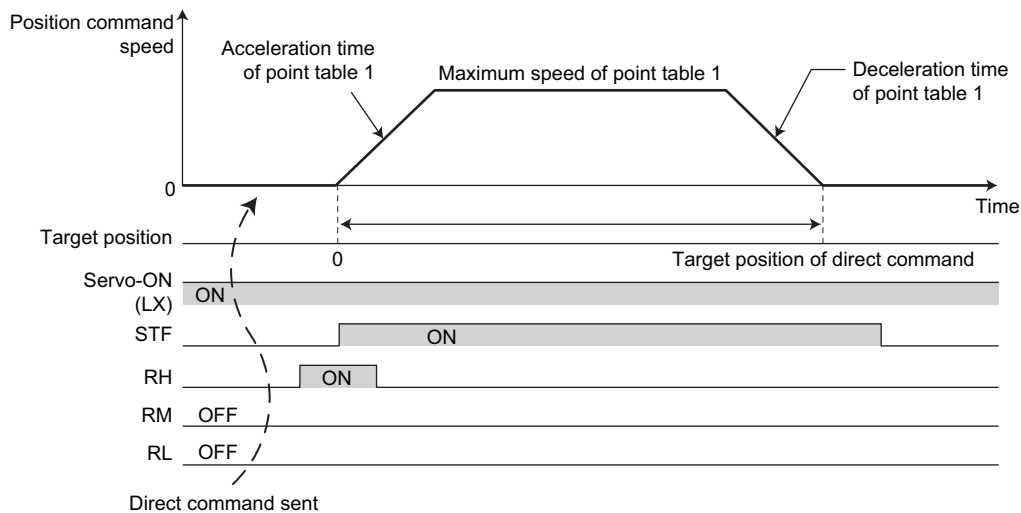 Position command
speed
Acceleration time
of point table 1
Maximum speed of point table 1
Deceleration time
of point table 1
0
Time
Target position
0
Target position of direct command
Servo-ON
(LX)
ON
STF
ON
RH
ON
RM
OFF
RL
OFF
Direct command sent